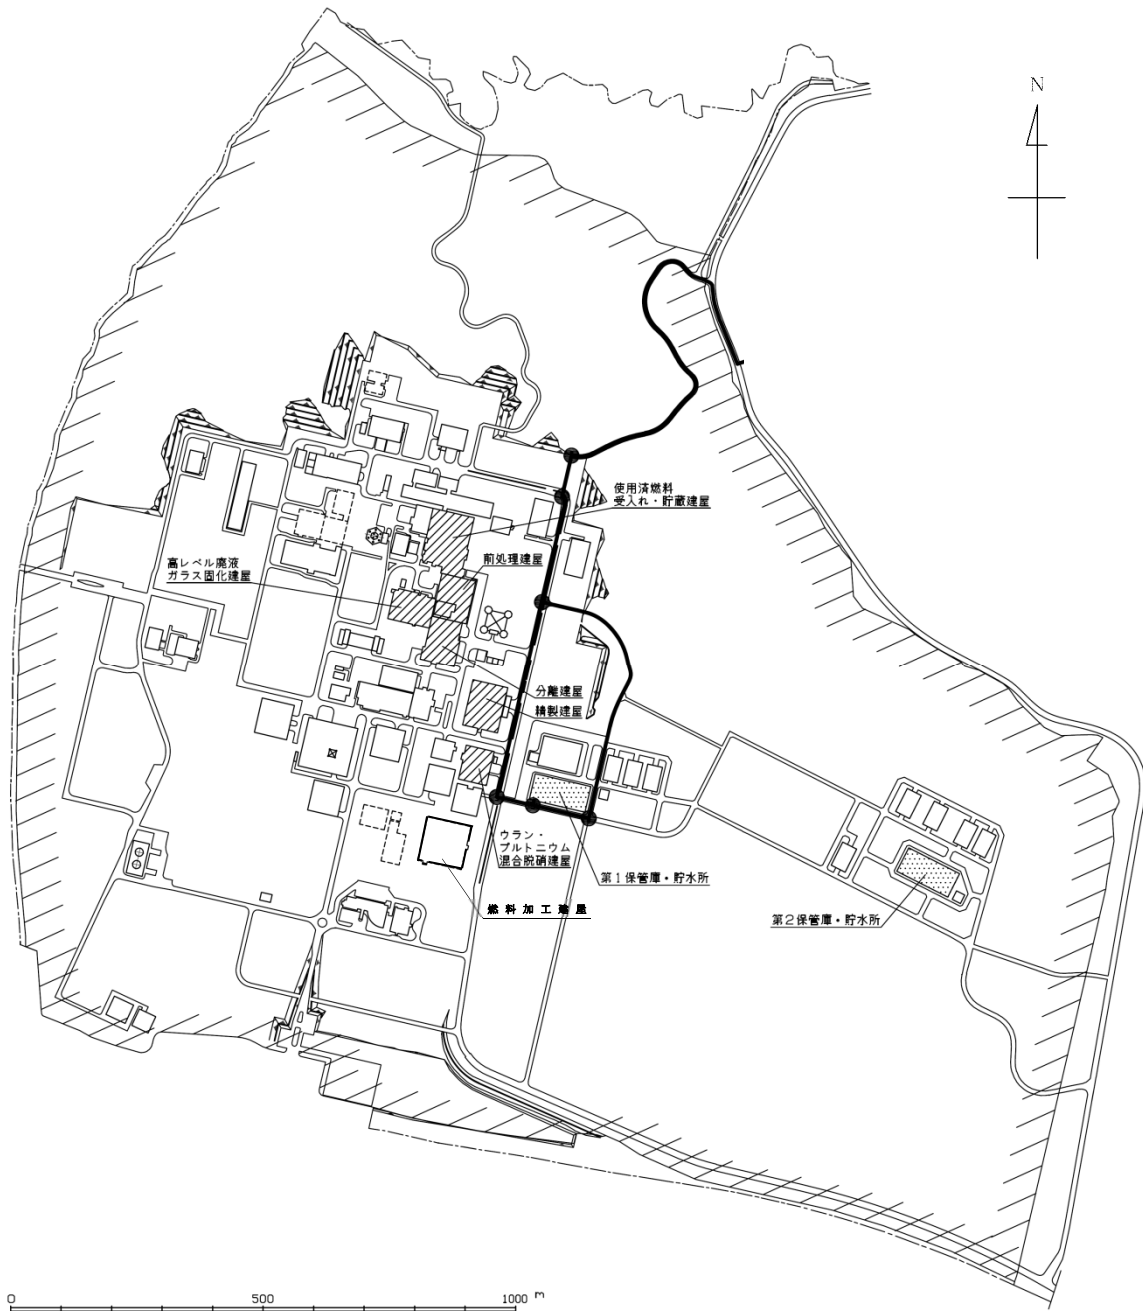 N
使用済燃料
受入れ・貯蔵建屋
前処理建屋
高レベル廃液
ガラス固化建屋
分離建屋
精製建屋
ウラン・
プルトニウム
混合脱硝建屋
第1保管庫・貯水所
第2保管庫・貯水所
燃料加工建屋
0 500 1000 m